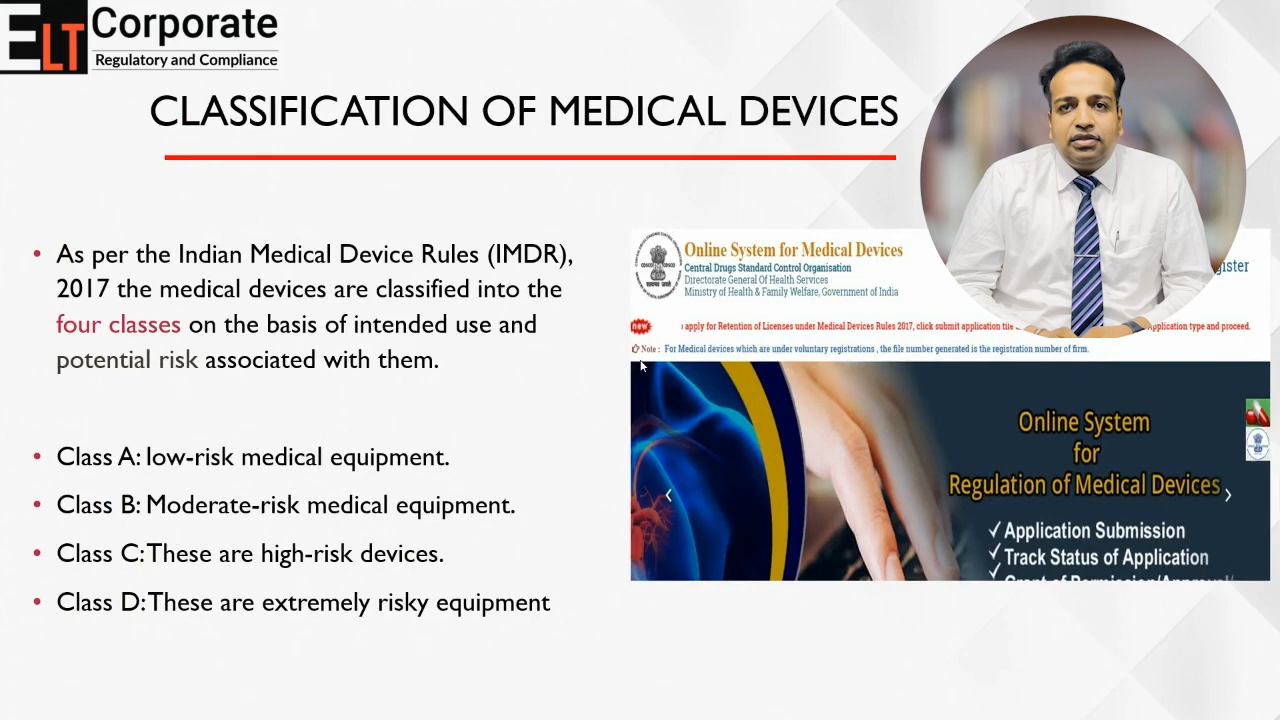 ELT Corporate
Regulatory and Compliance
CLASSIFICATION OF MEDICAL DEVICES
• As per the Indian Medical Device Rules (IMDR),
2017 the medical devices are classified into the
four classes on the basis of intended use and
potential risk associated with them.
• Class A: low-risk medical equipment.
• Class B: Moderate-risk medical equipment.
• Class C: These are high-risk devices.
• Class D: These are extremely risky equipment
Online System for Medical Devices
Central Drugs Standard Control Organisation
Directorate General Of Health Services
Ministry of Health & Family Welfare, Government of India
gister
new apply for Retention of Licenses under Medical Devices Rules 2017, click submit application tile Application type and proceed.
Note : For Medical devices which are under voluntary registrations , the file number generated is the registration number of firm.
Online System
for
Regulation of Medical Devices
✓ Application Submission
✓ Track Status of Application
✓ Grant of Permission/Approval/